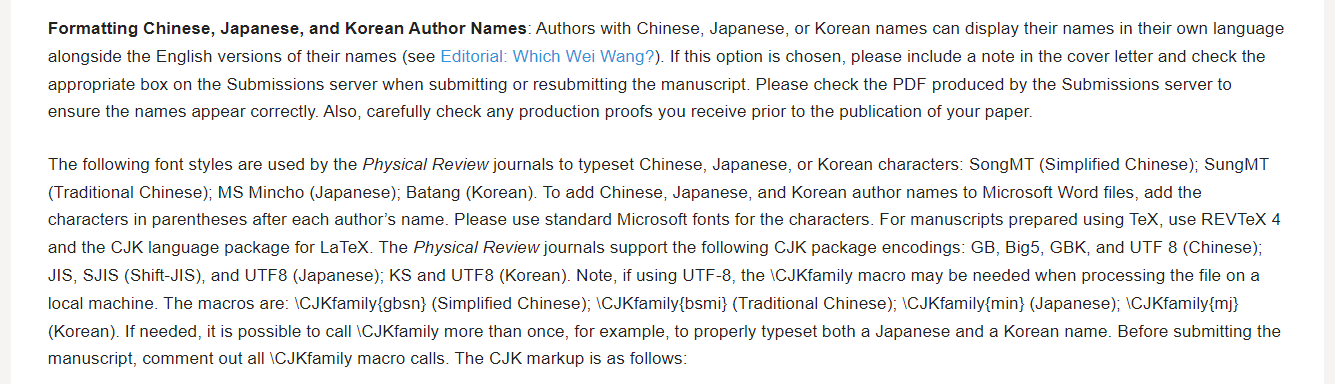 Formatting Chinese, Japanese, and Korean Author Names: Authors with Chinese, Japanese, or Korean names can display their names in their own language
alongside the English versions of their names (see Editorial: Which Wei Wang?). If this option is chosen, please include a note in the cover letter and check the
appropriate box on the Submissions server when submitting or resubmitting the manuscript. Please check the PDF produced by the Submissions server to
ensure the names appear correctly. Also, carefully check any production proofs you receive prior to the publication of your paper.
The following font styles are used by the Physical Review journals to typeset Chinese, Japanese, or Korean characters: SongMT (Simplified Chinese); SungMT
(Traditional Chinese); MS Mincho (Japanese); Batang (Korean). To add Chinese, Japanese, and Korean author names to Microsoft Word files, add the
characters in parentheses after each author’s name. Please use standard Microsoft fonts for the characters. For manuscripts prepared using TeX, use REVTeX 4
and the CJK language package for LaTeX. The Physical Review journals support the following CJK package encodings: GB, Big5, GBK, and UTF 8 (Chinese);
JIS, SJIS (Shift-JIS), and UTF8 (Japanese); KS and UTF8 (Korean). Note, if using UTF-8, the \CJKfamily macro may be needed when processing the file on a
local machine. The macros are: \CJKfamily{gbsn} (Simplified Chinese); \CJKfamily{bsmi} (Traditional Chinese); \CJKfamily{min} (Japanese); \CJKfamily{mj}
(Korean). If needed, it is possible to call \CJKfamily more than once, for example, to properly typeset both a Japanese and a Korean name. Before submitting the
manuscript, comment out all \CJKfamily macro calls. The CJK markup is as follows: